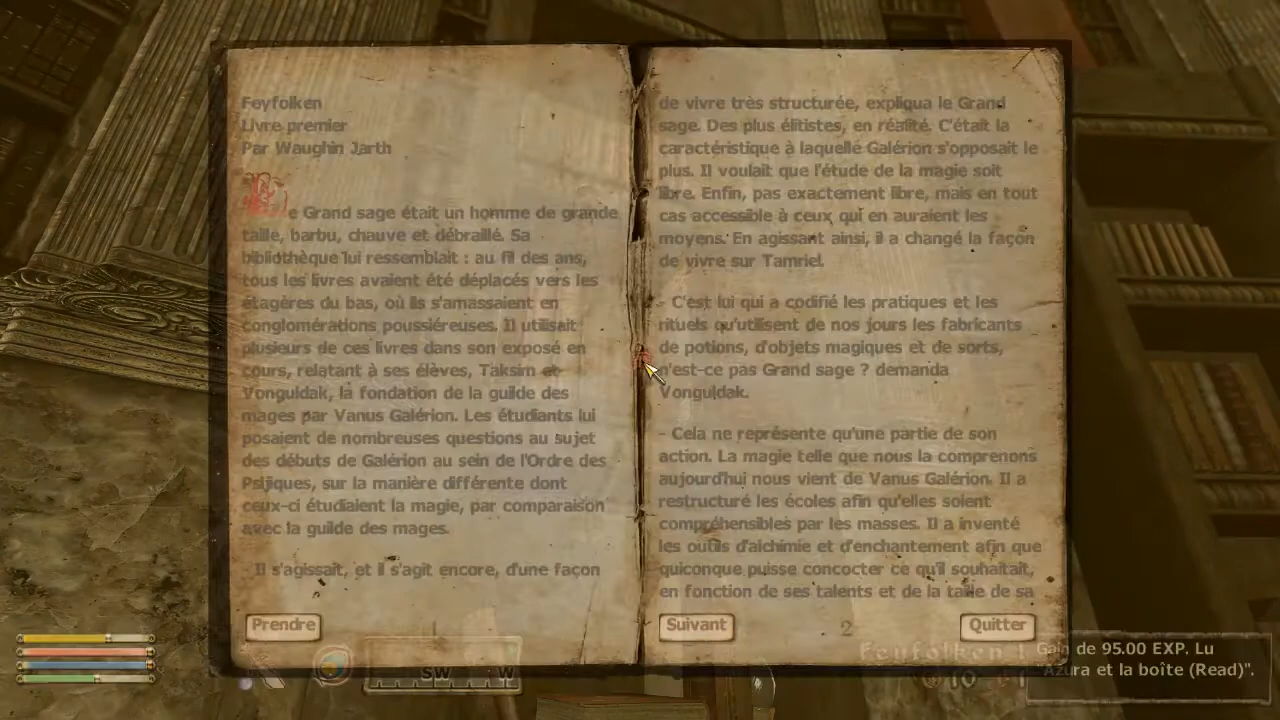 Feyfolken
Livre premier
Par Waughin Jarth
Le Grand sage était un homme de grande
taille, barbu, chauve et débraillé. Sa
bibliothèque lui ressemblait : au fil des ans,
tous les livres avaient été déplacés vers les
étagères du bas, où ils s'amassaient en
conglomérations poussiéreuses. Il utilisait
plusieurs de ces livres dans son exposé en
cours, relatant à ses élèves, Taksim et
Vonguldak, la fondation de la guilde des
mages par Vanus Galérion. Les étudiants lui
posaient de nombreuses questions au sujet
des débuts de Galérion au sein de l'Ordre des
Psijiques, sur la manière différente dont
ceux-ci étudiaient la magie, par comparaison
avec la guilde des mages.
Il s'agissait, et il s'agit encore, d'une façon
Prendre
de vivre très structurée, expliqua le Grand
sage. Des plus élitistes, en réalité. C'était la
caractéristique à laquelle Galérion s'opposait le
plus. Il voulait que l'étude de la magie soit
libre. Enfin, pas exactement libre, mais en tout
cas accessible à ceux qui en auraient les
moyens. En agissant ainsi, il a changé la façon
de vivre sur Tamriel.
- C'est lui qui a codifié les pratiques et les
rituels qu'utilisent de nos jours les fabricants
de potions, d'objets magiques et de sorts,
n'est-ce pas Grand sage ? demanda
Vonguldak.
- Cela ne représente qu'une partie de son
action. La magie telle que nous la comprenons
aujourd'hui nous vient de Vanus Galérion. Il a
restructuré les écoles afin qu'elles soient
compréhensibles par les masses. Il a inventé
les outils d'alchimie et d'enchantement afin que
quiconque puisse concocter ce qu'il souhaitait,
en fonction de ses talents et de la taille de sa
Suivant
2
Quitter
SW W
Feyfolken I
10 1
Gain de 95.00 EXP. Lu
"Azura et la boîte (Read)".